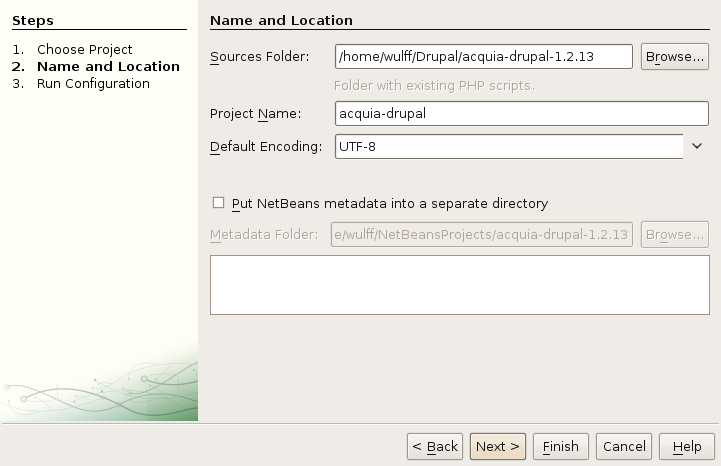 Steps
1. Choose Project
2. Name and Location
3. Run Configuration
Name and Location
Sources Folder: /home/wulff/Drupal/acquia-drupal-1.2.13 Browse...
Folder with existing PHP scripts.
Project Name: acquia-drupal
Default Encoding: UTF-8
Put NetBeans metadata into a separate directory
Metadata Folder: e/wulff/NetBeansProjects/acquia-drupal-1.2.13 Browse...
< Back Next > Finish Cancel Help